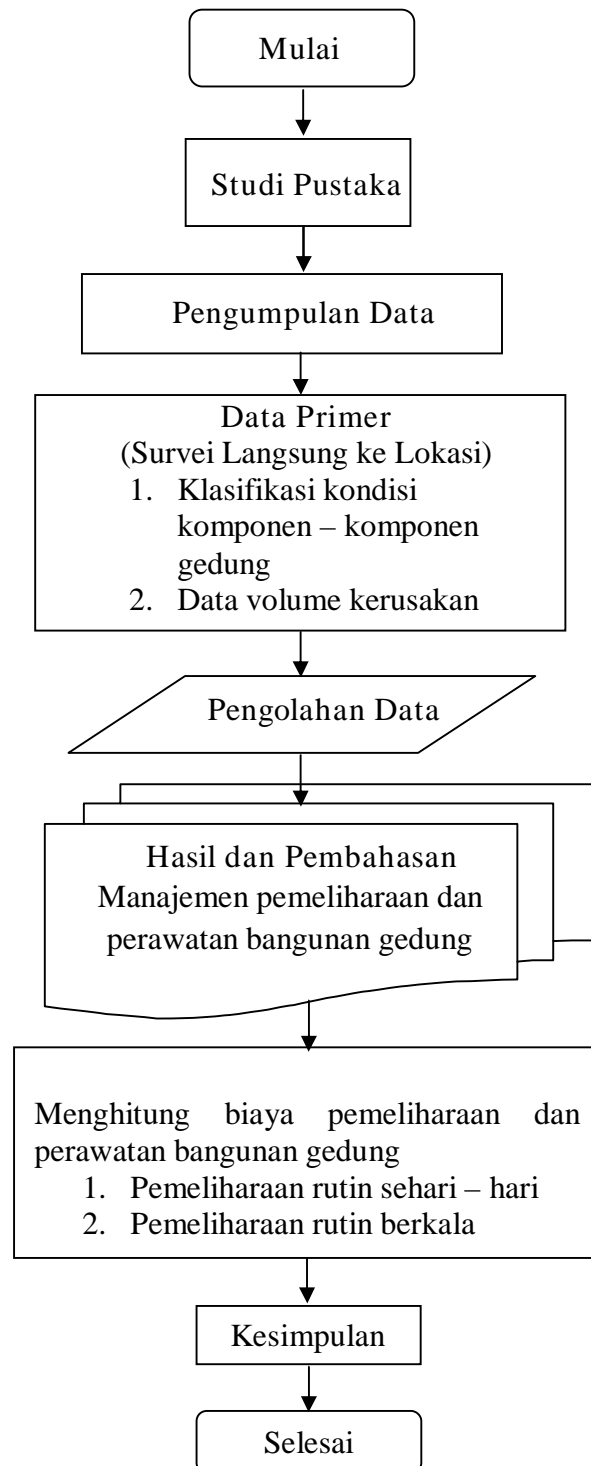 Mulai
Studi Pustaka
Pengumpulan Data
Data Primer
(Survei Langsung ke Lokasi)
1. Klasifikasi kondisi
komponen – komponen
gedung
2. Data volume kerusakan
Pengolahan Data
Hasil dan Pembahasan
Manajemen pemeliharaan dan
perawatan bangunan gedung
Menghitung biaya pemeliharaan dan
perawatan bangunan gedung
1. Pemeliharaan rutin sehari – hari
2. Pemeliharaan rutin berkala
Kesimpulan
Selesai